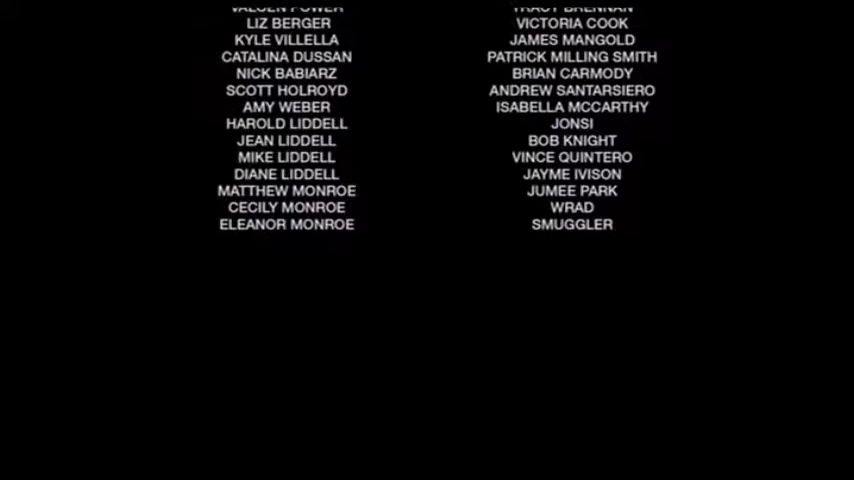 LIZ BERGER
KYLE VILLELLA
CATALINA DUSSAN
NICK BABIARZ
SCOTT HOLROYD
AMY WEBER
HAROLD LIDDELL
JEAN LIDDELL
MIKE LIDDELL
DIANE LIDDELL
MATTHEW MONROE
CECILY MONROE
ELEANOR MONROE
TRACY BRENNAN
VICTORIA COOK
JAMES MANGOLD
PATRICK MILLING SMITH
BRIAN CARMODY
ANDREW SANTARSIERO
ISABELLA MCCARTHY
JONSI
BOB KNIGHT
VINCE QUINTERO
JAYME IVISON
JUMEE PARK
WRAD
SMUGGLER